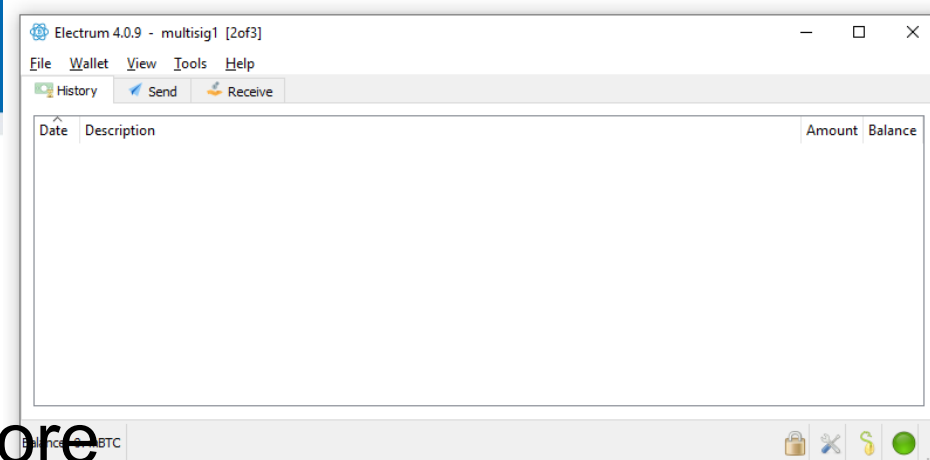 Electrum 4.0.9 - multisig1 [2of3]
File Wallet View Tools Help
History Send Receive
Date Description Amount Balance
BTC
ore